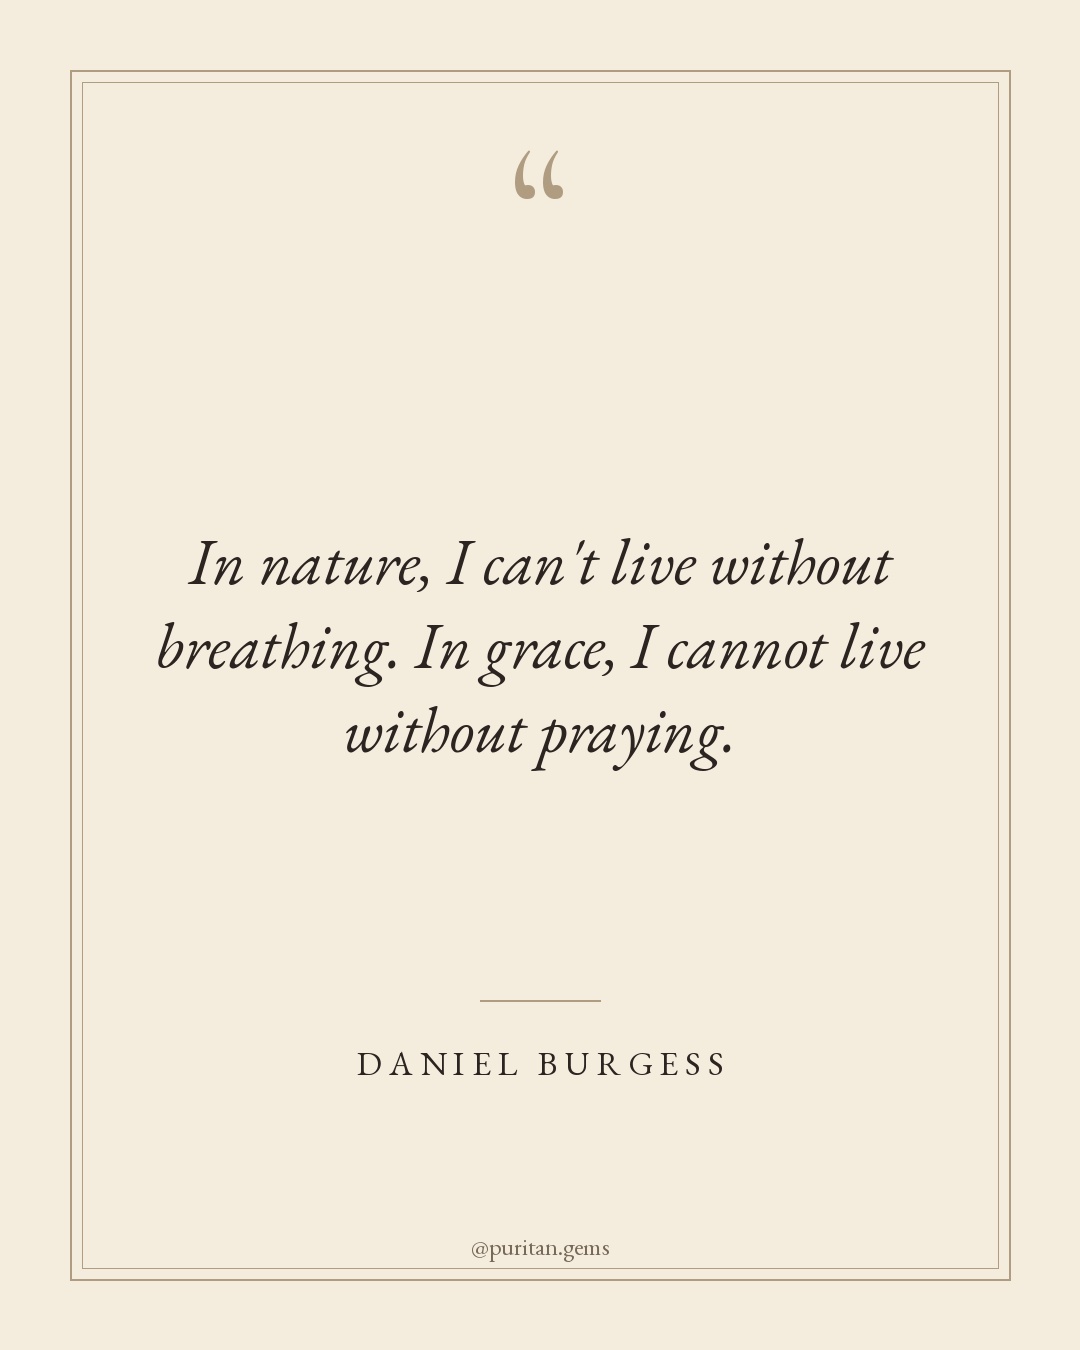 “
In nature, I can't live without
breathing. In grace, I cannot live
without praying.
DANIEL BURGESS
@puritan.gems